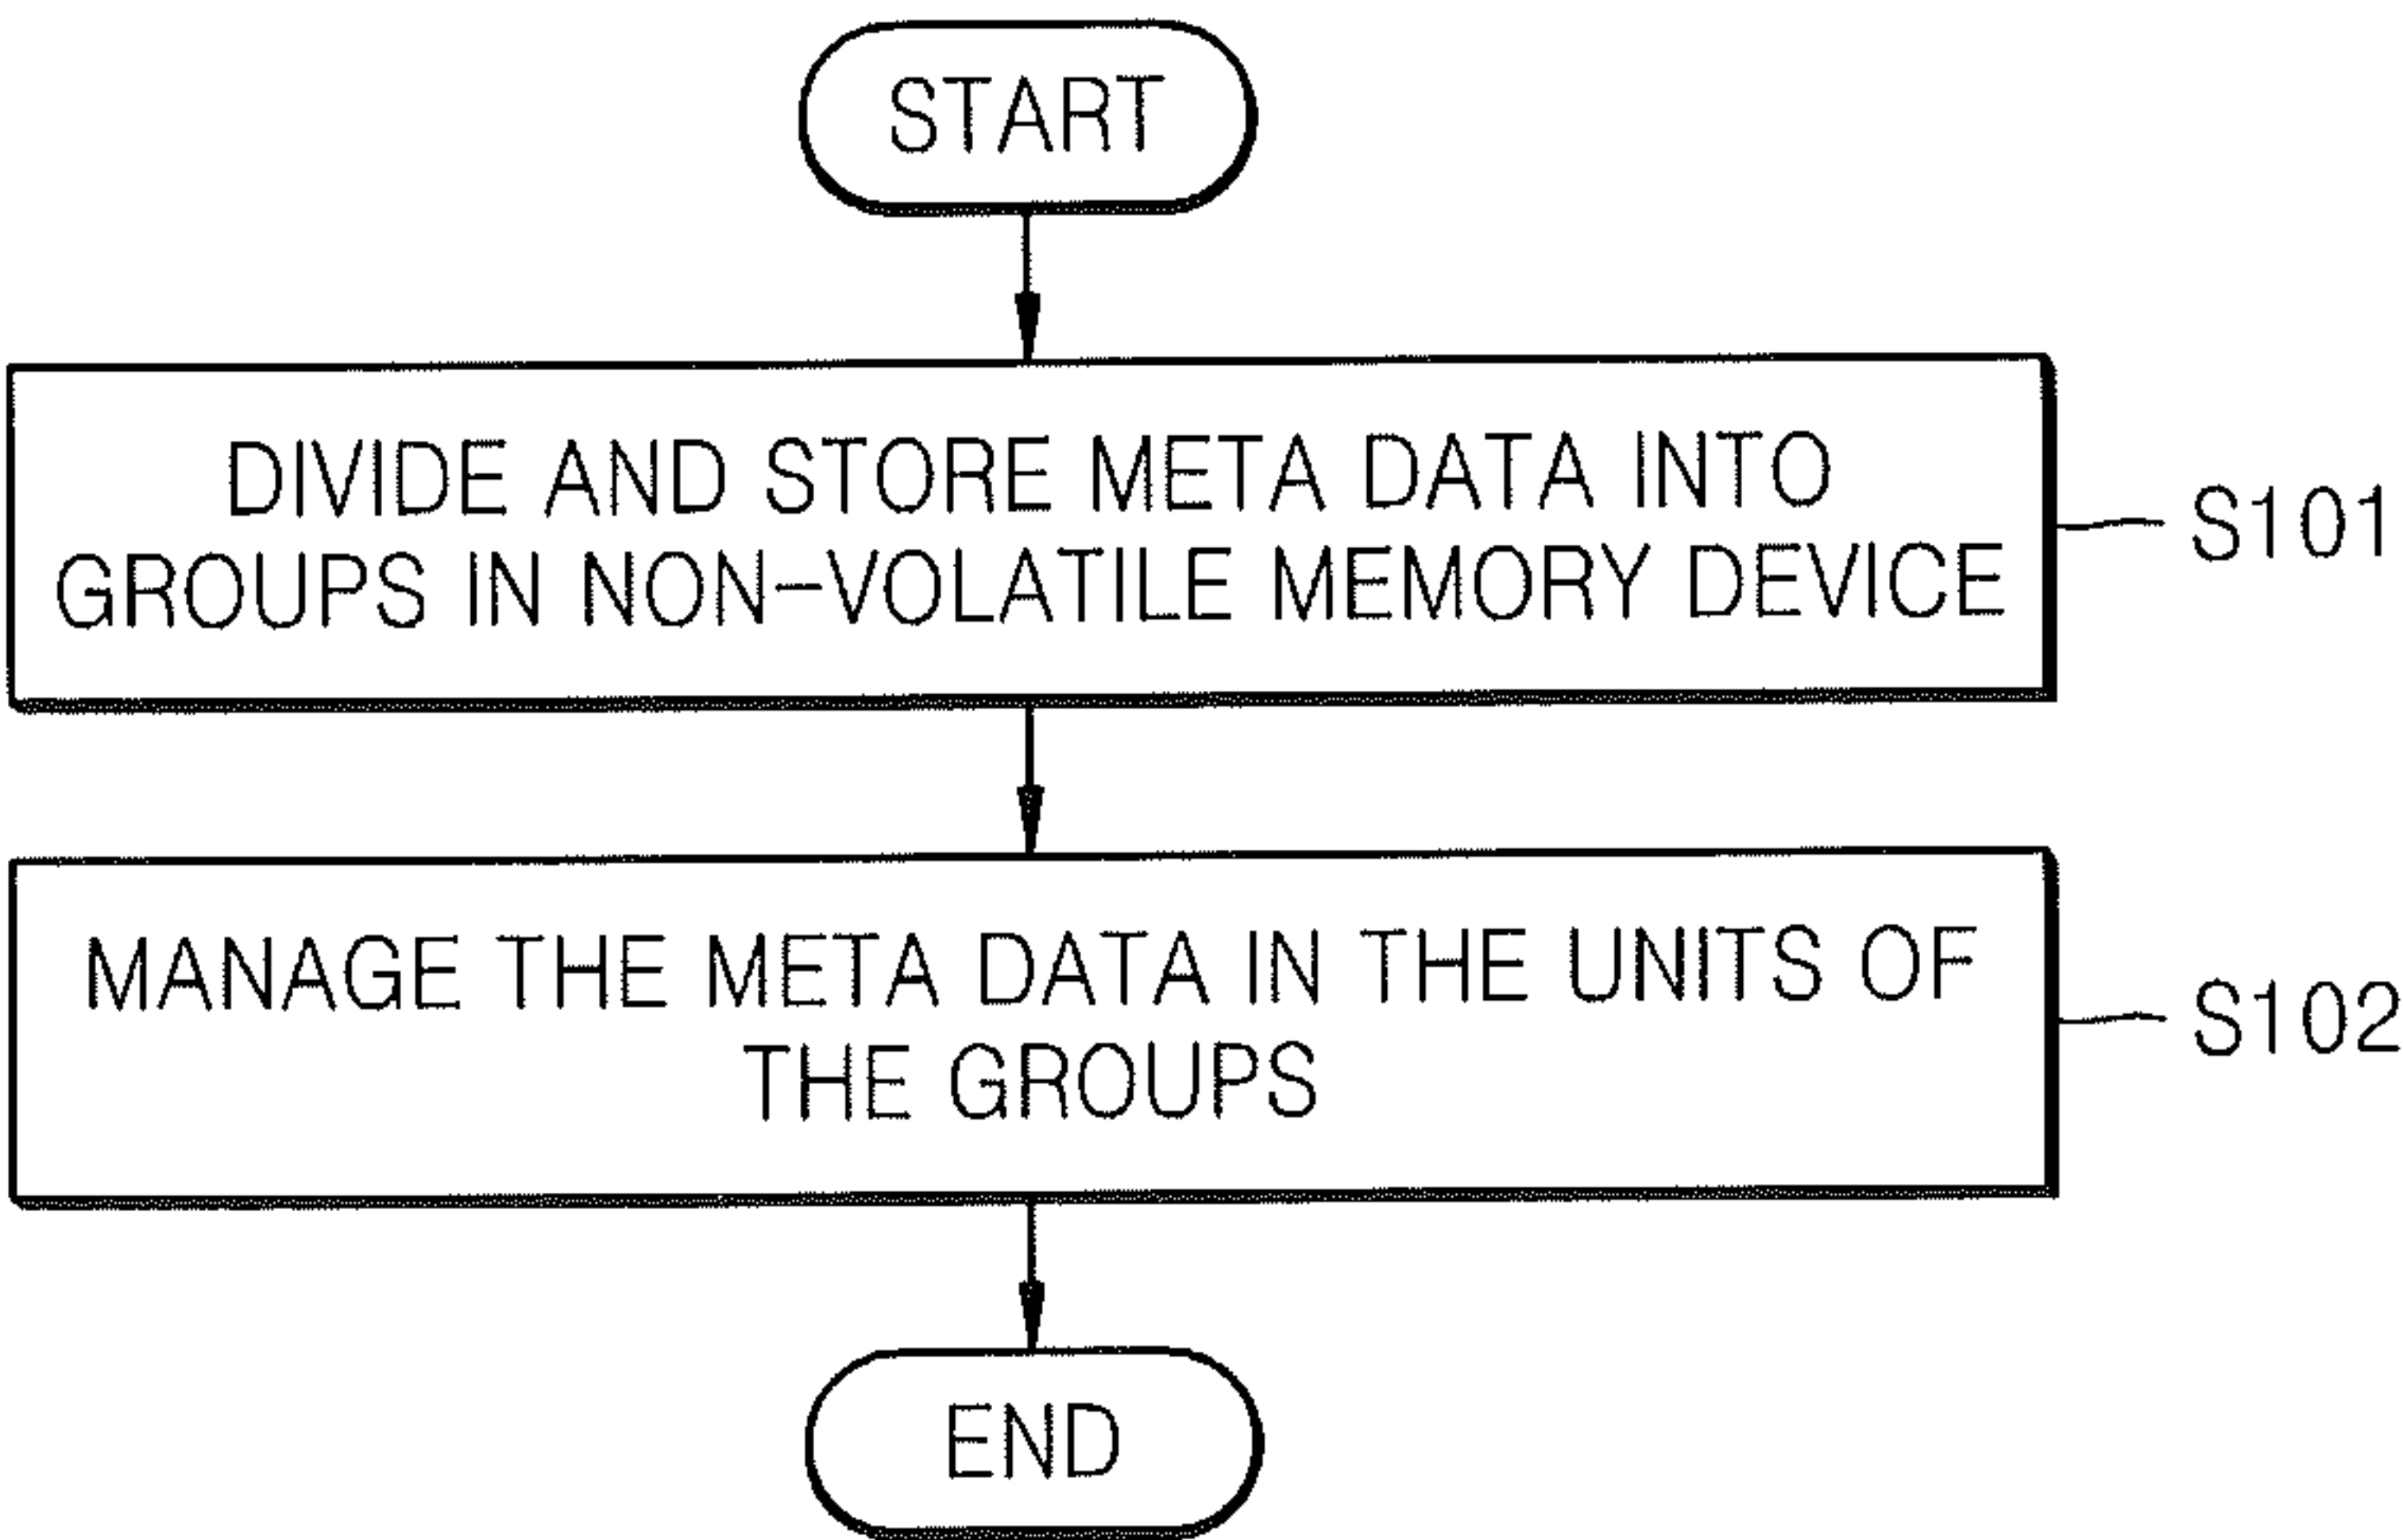 START
DIVIDE AND STORE META DATA INTO
GROUPS IN NON-VOLATILE MEMORY DEVICE
S101
MANAGE THE META DATA IN THE UNITS OF
THE GROUPS
S102
END